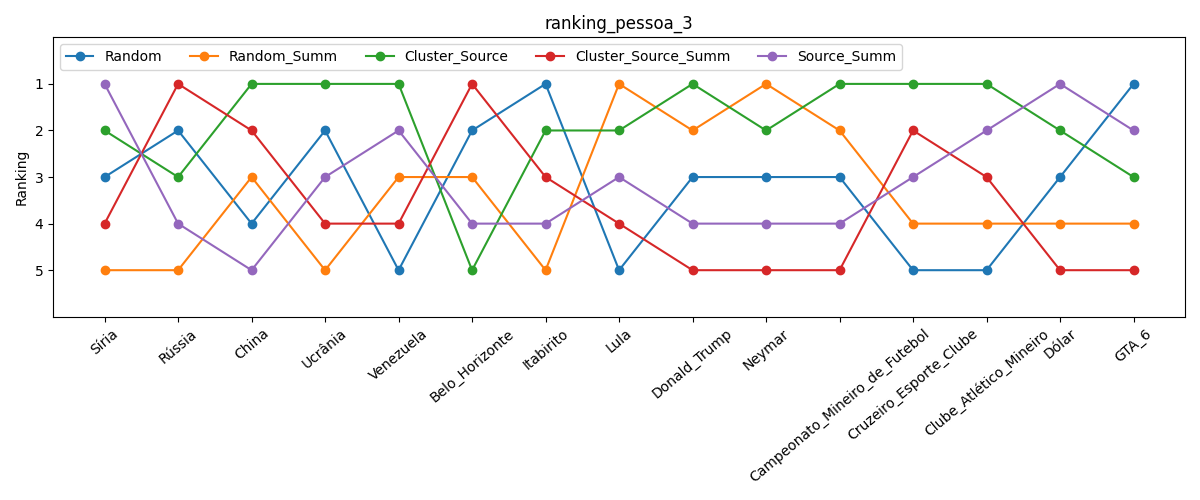 ranking_pessoa_3
Random
Random_Summ
Cluster_Source
Cluster_Source_Summ
Source_Summ
Ranking
1
2
3
4
5
Síria
Rússia
China
Ucrânia
Venezuela
Belo_Horizonte
Itabirito
Lula
Donald_Trump
Neymar
Campeonato_Mineiro_de_Futebol
Cruzeiro_Esporte_Clube
Clube_Atlético_Mineiro
Dólar
GTA_6